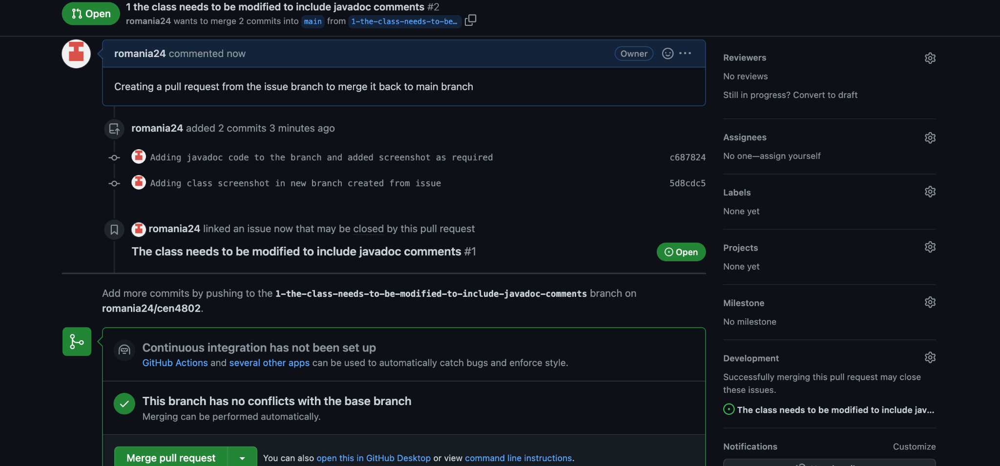 Open
1 the class needs to be modified to include javadoc comments #2
romania24 wants to merge 2 commits into main from 1-the-class-needs-to-be…
romania24 commented now
Owner
Creating a pull request from the issue branch to merge it back to main branch
romania24 added 2 commits 3 minutes ago
Adding javadoc code to the branch and added screenshot as required c687824
Adding class screenshot in new branch created from issue 5d8cdc5
romania24 linked an issue now that may be closed by this pull request
The class needs to be modified to include javadoc comments #1
Open
Add more commits by pushing to the 1-the-class-needs-to-be-modified-to-include-javadoc-comments branch on
romania24/cen4802.
Continuous integration has not been set up
GitHub Actions and several other apps can be used to automatically catch bugs and enforce style.
This branch has no conflicts with the base branch
Merging can be performed automatically.
Merge pull request
You can also open this in GitHub Desktop or view command line instructions.
Reviewers
No reviews
Still in progress? Convert to draft
Assignees
No one—assign yourself
Labels
None yet
Projects
None yet
Milestone
No milestone
Development
Successfully merging this pull request may close
these issues.
The class needs to be modified to include jav...
Notifications
Customize